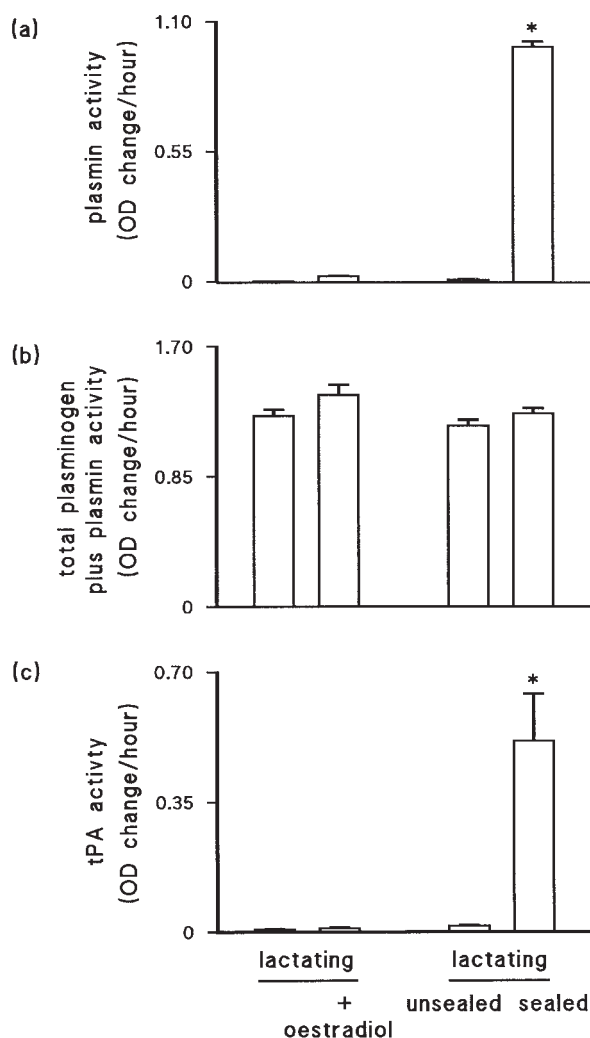 (a)
plasmin activity
(OD change/hour)
1.10
0.55
0
*
(b)
total plasminogen
plus plasmin activity
(OD change/hour)
1.70
0.85
0
(c)
tPA activty
(OD change/hour)
0.70
0.35
0
*
lactating
lactating
+
oestradiol
unsealed
sealed